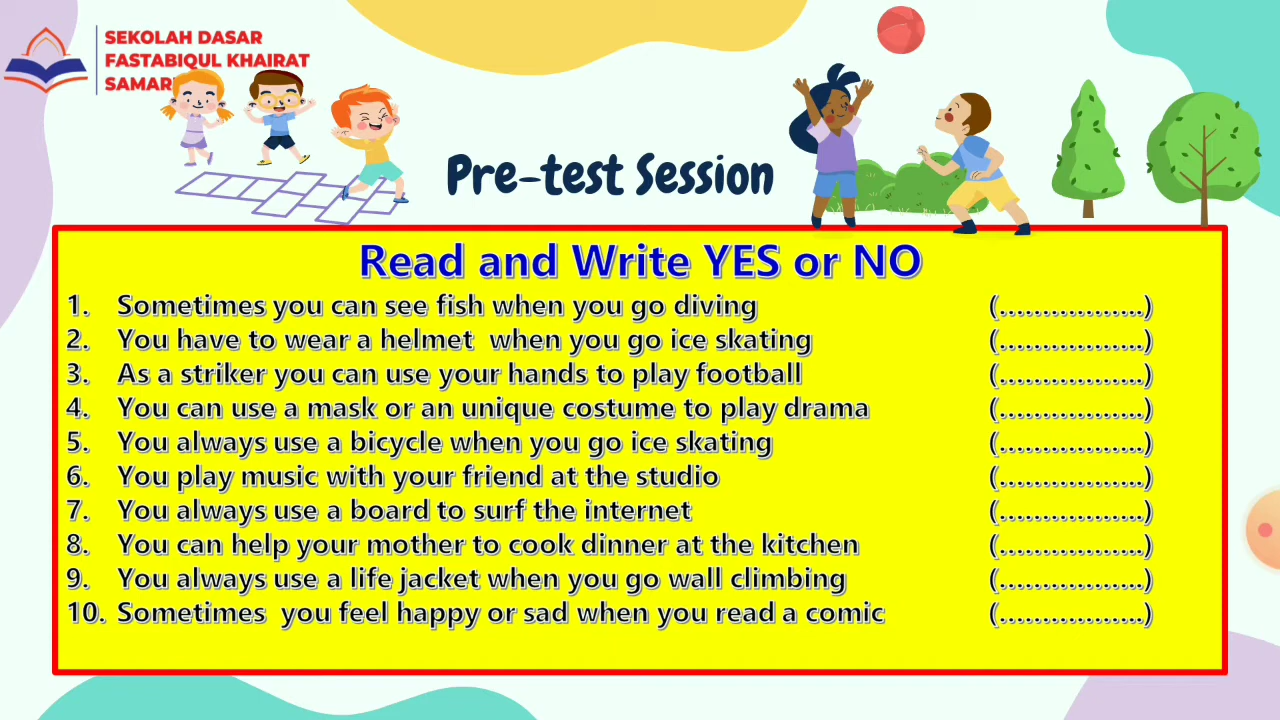 SEKOLAH DASAR
FASTABIQUL KHAIRAT
Pre-test Session
Read and Write YES or NO
1. Sometimes you can see fish when you go diving (.................)
2. You have to wear a helmet when you go ice skating (.................)
3. As a striker you can use your hands to play football (.................)
4. You can use a mask or an unique costume to play drama (.................)
5. You always use a bicycle when you go ice skating (.................)
6. You play music with your friend at the studio (.................)
7. You always use a board to surf the internet (.................)
8. You can help your mother to cook dinner at the kitchen (.................)
9. You always use a life jacket when you go wall climbing (.................)
10. Sometimes you feel happy or sad when you read a comic (.................)